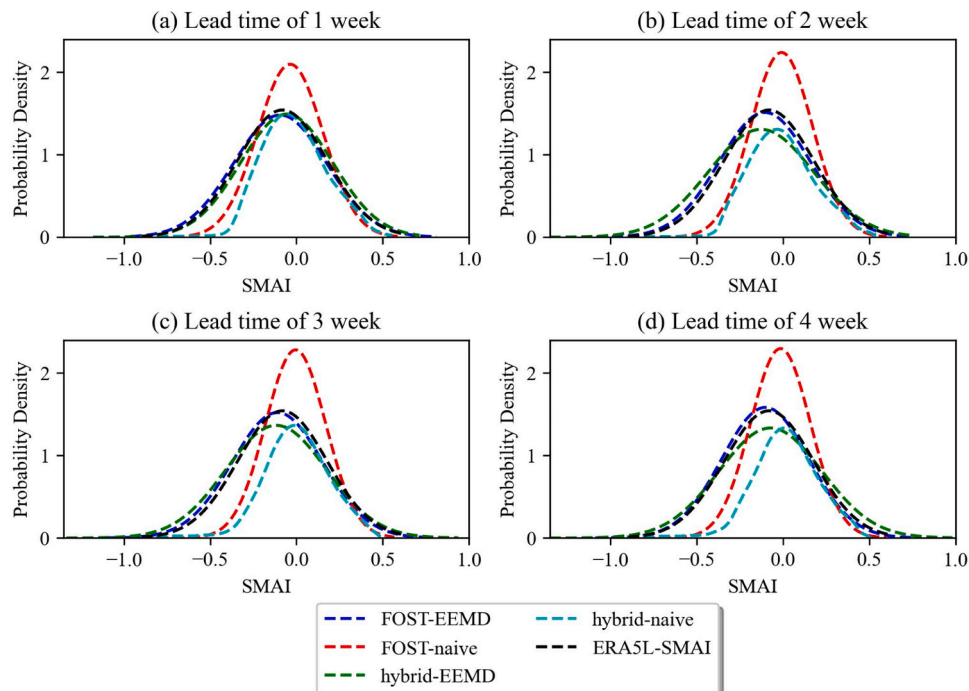 (a) Lead time of 1 week
(b) Lead time of 2 week
Probability Density
2
1
0
−1.0 −0.5 0.0 0.5 1.0
SMAI
Probability Density
2
1
0
−1.0 −0.5 0.0 0.5 1.0
SMAI
(c) Lead time of 3 week
(d) Lead time of 4 week
Probability Density
2
1
0
−1.0 −0.5 0.0 0.5 1.0
SMAI
Probability Density
2
1
0
−1.0 −0.5 0.0 0.5 1.0
SMAI
FOST-EEMD
FOST-naive
hybrid-EEMD
hybrid-naive
ERA5L-SMAI